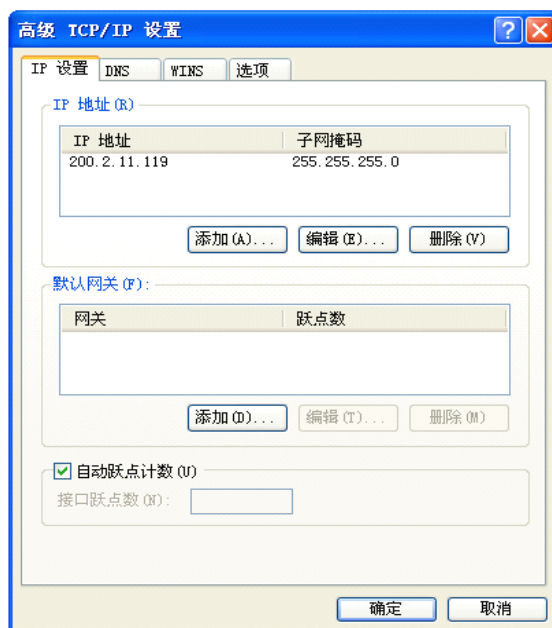 高级 TCP/IP 设置
IP 设置 DNS WINS 选项
IP 地址(R)
IP 地址 子网掩码
200.2.11.119 255.255.255.0
添加(A)... 编辑(E)... 删除(V)
默认网关(F):
网关 跃点数
添加(D)... 编辑(T)... 删除(M)
自动跃点计数(U)
接口跃点数(N):
确定 取消